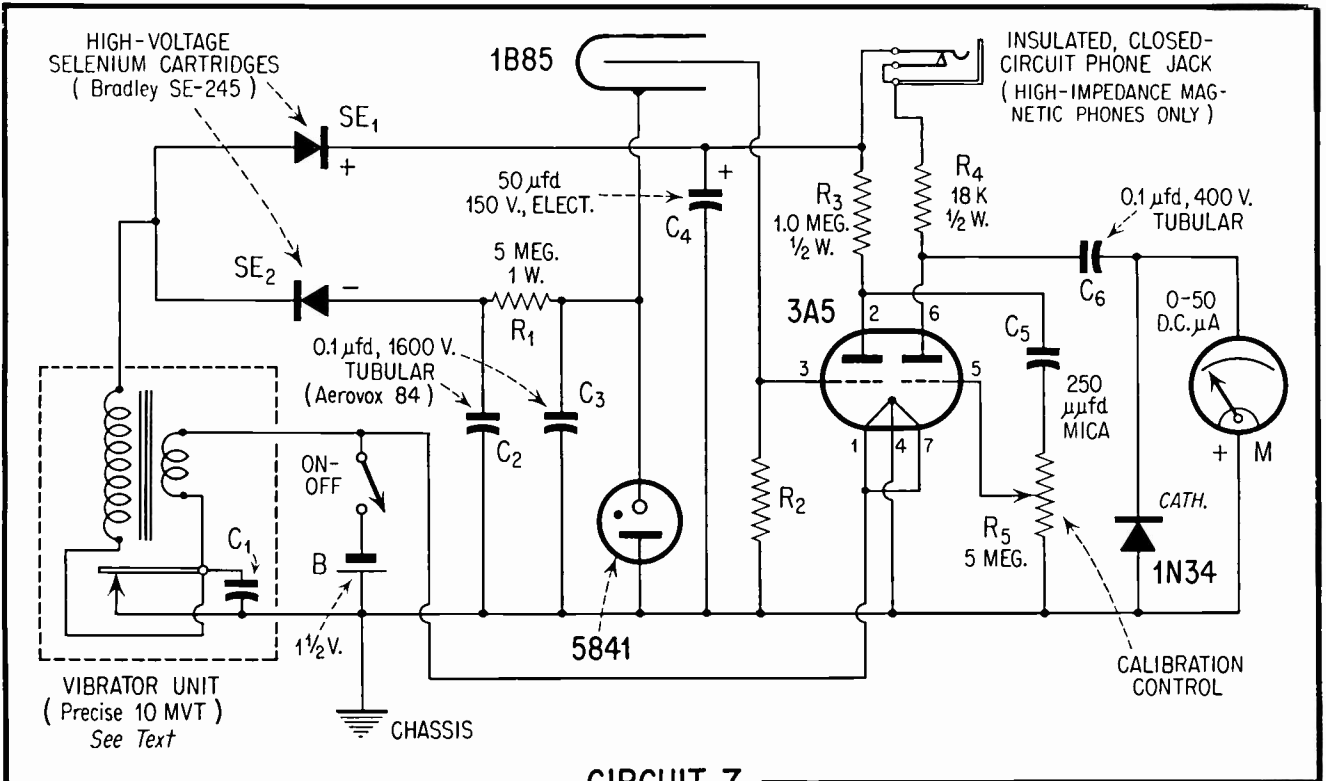 HIGH-VOLTAGE
SELENIUM CARTRIDGES
( Bradley SE-245 )
1B85
INSULATED, CLOSED-
CIRCUIT PHONE JACK
( HIGH-IMPEDANCE MAG-
NETIC PHONES ONLY )
SE1
+
50 µfd
150 V., ELECT.
+
C4
R3
1.0 MEG.
½ W.
R4
18 K
½ W.
0.1 µfd, 400 V.
TUBULAR
C6
SE2
–
5 MEG.
1 W.
R1
3A5
2
6
3
5
1
4
7
C5
250
µµfd
MICA
0-50
D.C. µA
+ M
0.1 µfd, 1600 V.
TUBULAR
(Aerovox 84)
C2
C3
ON-
OFF
B
1½ V.
C1
R2
R5
5 MEG.
CATH.
1N34
5841
VIBRATOR UNIT
( Precise 10 MVT )
See Text
CHASSIS
CALIBRATION
CONTROL
CIRCUIT 7